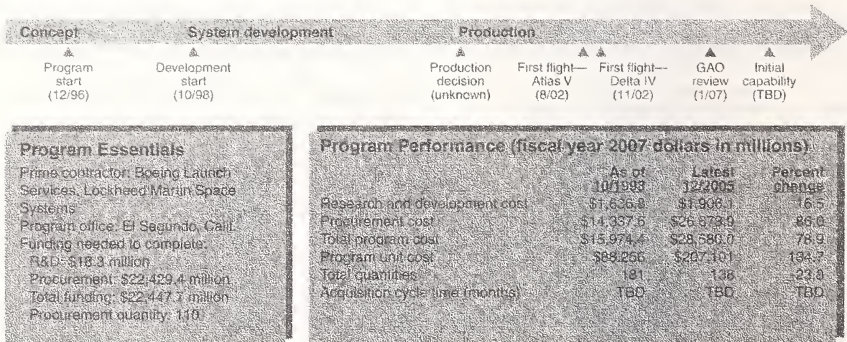 Concept System development Production
Program start (12/96)
Development start (10/98)
Production decision (unknown)
First flight— Atlas V (8/02)
First flight— Delta IV (11/02)
GAO review (1/07)
Initial capability (TBD)
Program Essentials
Prime contractor: Boeing Launch
Services, Lockheed Martin Space
Systems
Program office: El Segundo, Calif.
Funding needed to complete:
R&D: $18.3 million
Procurement: $22,429.4 million
Total funding: $22,447.7 million
Procurement quantity: 110
Program Performance (fiscal year 2007 dollars in millions)
As of 10/1998 Latest 12/2005 Percent change
Research and development cost $1,636.8 $1,906.1 16.5
Procurement cost $14,337.6 $26,673.9 86.0
Total program cost $15,974.4 $28,580.0 78.9
Program unit cost $88.256 $207.101 134.7
Total quantities 181 138 -23.8
Acquisition cycle time (months) TBD TBD TBD